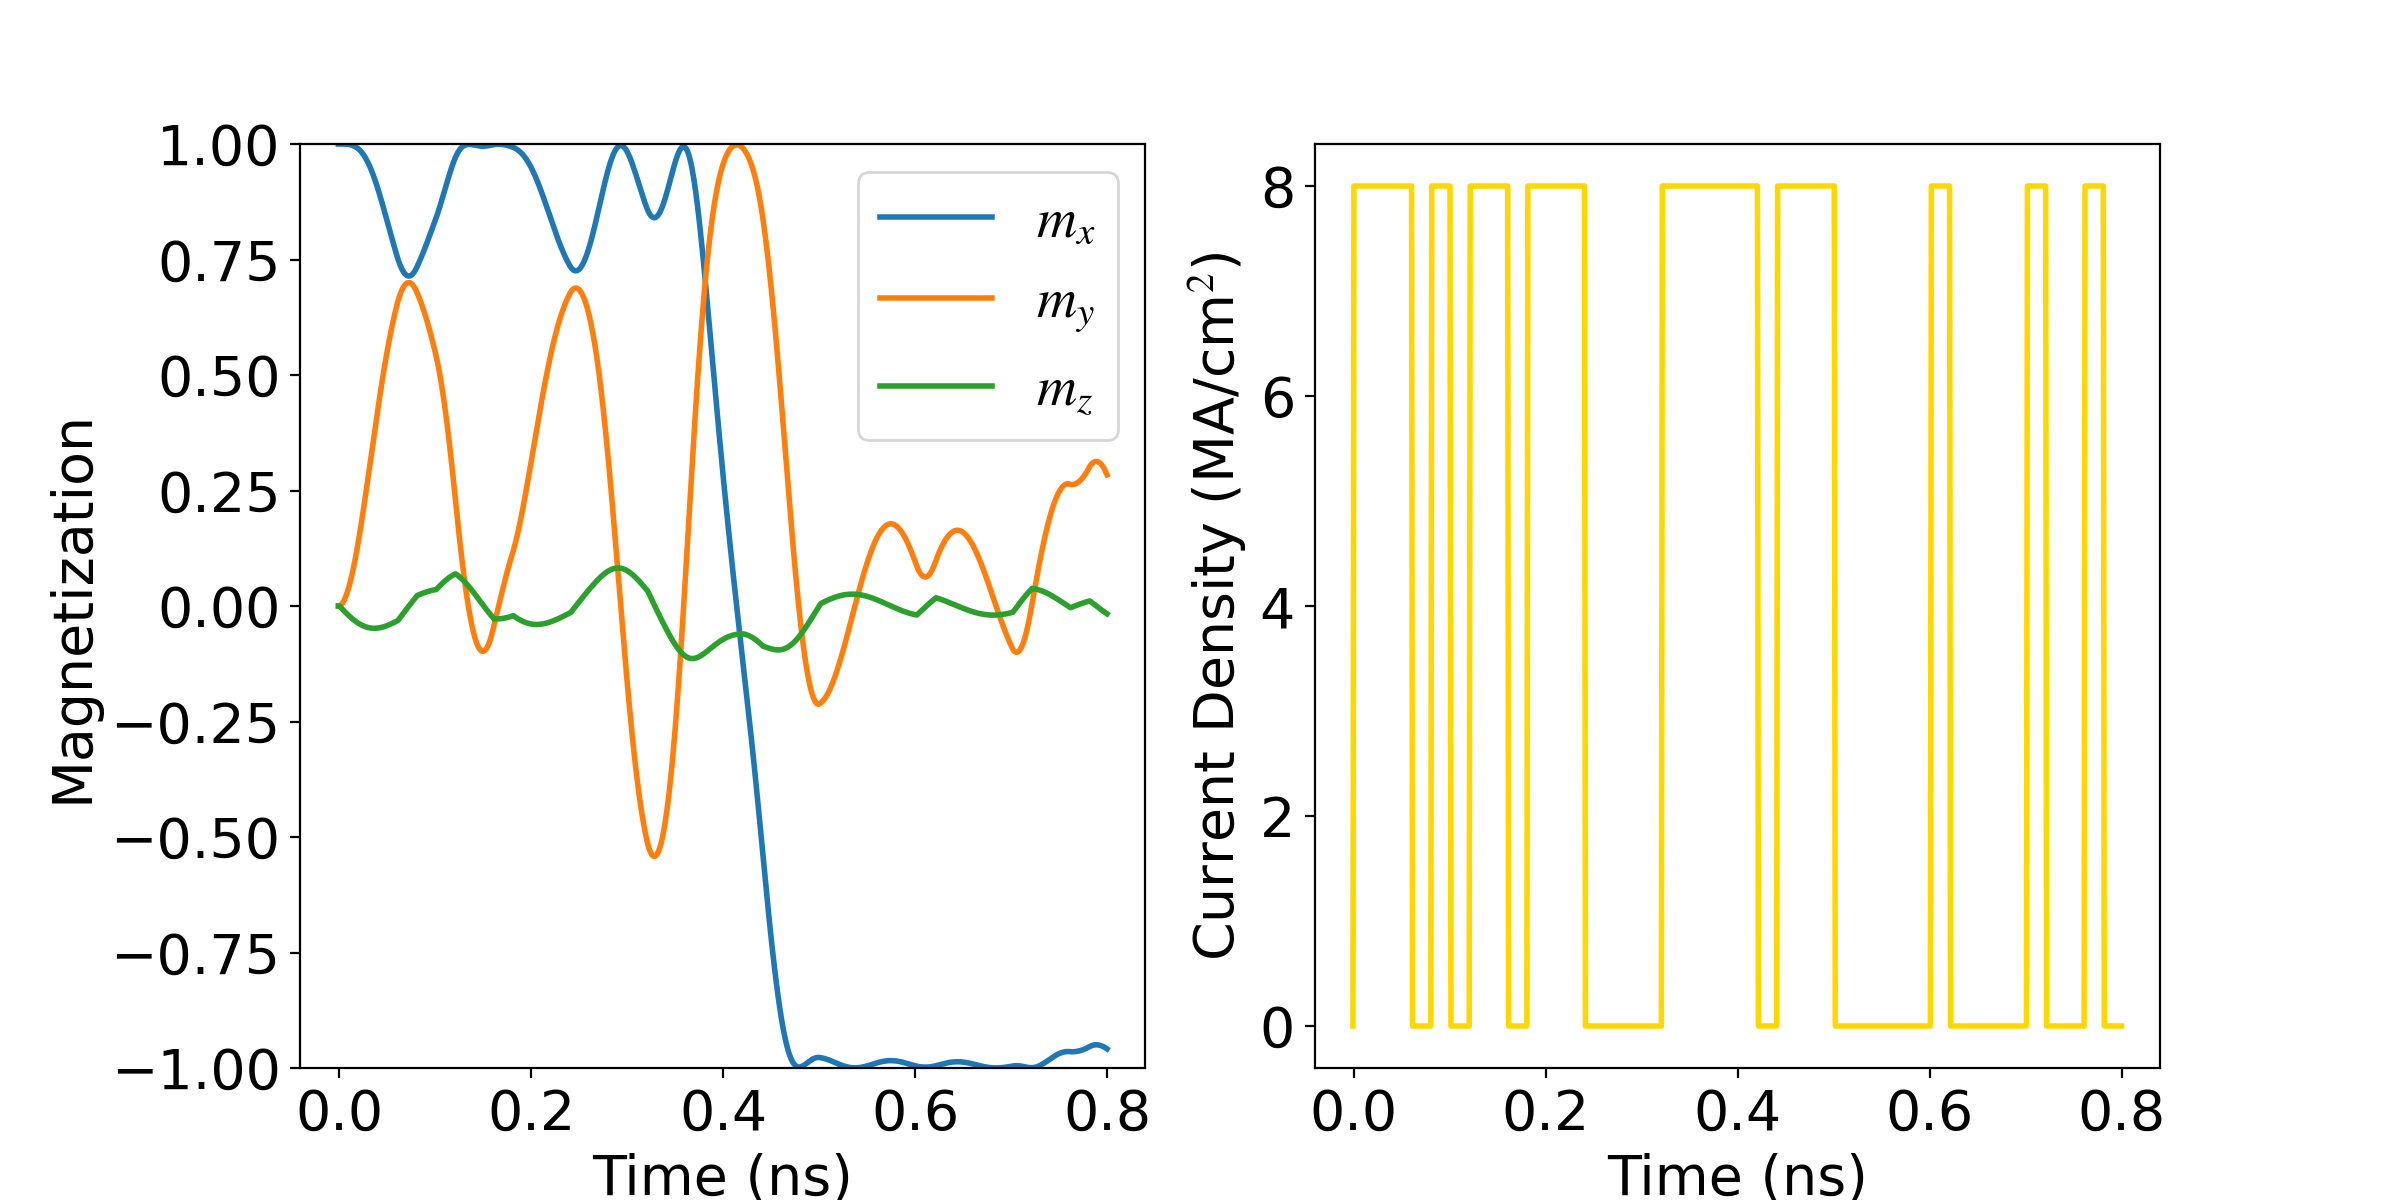 1.00
0.75
0.50
0.25
0.00
−0.25
−0.50
−0.75
−1.00
Magnetization
0.0 0.2 0.4 0.6 0.8
Time (ns)
m_x
m_y
m_z
8
6
4
2
0
Current Density (MA/cm²)
0.0 0.2 0.4 0.6 0.8
Time (ns)